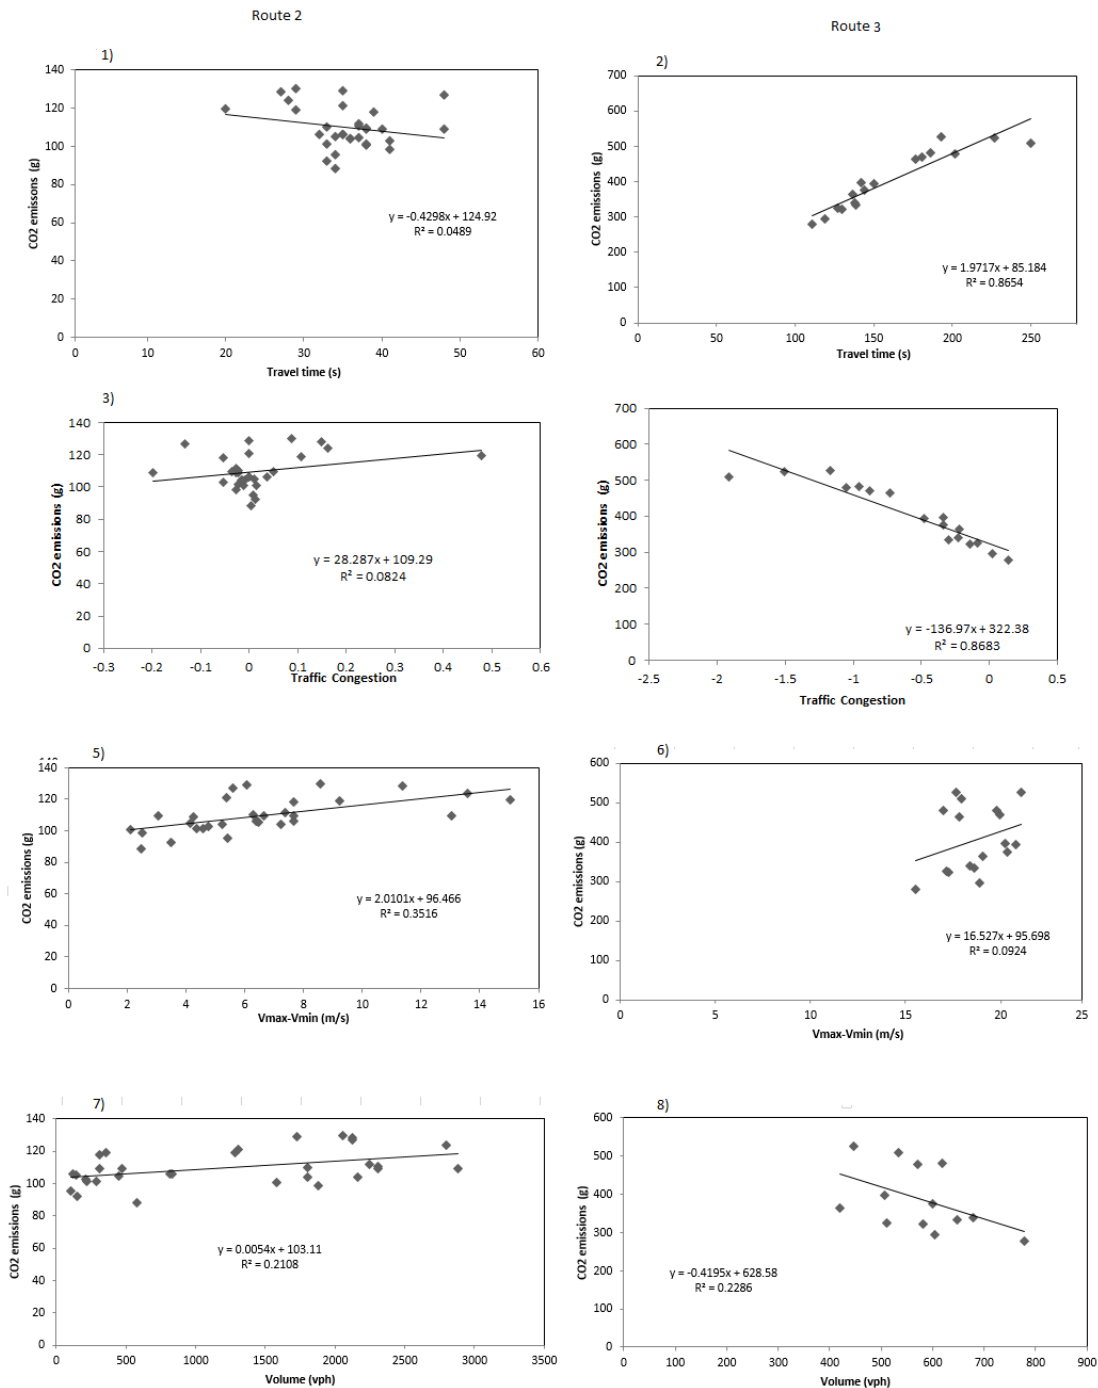 Route 2
Route 3
1)
140
120
100
80
60
40
20
0
0 10 20 30 40 50 60
CO2 emissons (g)
Travel time (s)
y = -0.4298x + 124.92
R² = 0.0489
2)
700
600
500
400
300
200
100
0
0 100 150 200 250
CO2 emissions (g)
Travel time (s)
y = 1.9717x + 85.184
R² = 0.8654
3)
140
120
100
80
60
40
20
0
-0.3 -0.2 -0.1 0 0.1 0.2 0.3 0.4 0.5 0.6
CO2 emissions (g)
Traffic Congestion
y = 28.287x + 109.29
R² = 0.0824
700
600
500
400
300
200
100
0
-2.5 -2 -1.5 -1 -0.5 0 0.5
CO2 emissions (g)
Traffic Congestion
y = -136.97x + 322.38
R² = 0.8683
5)
140
120
100
80
60
40
20
0
0 2 4 6 8 10 12 14 16
CO2 emissions (g)
Vmax-Vmin (m/s)
y = 2.0101x + 96.466
R² = 0.3516
6)
600
500
400
300
200
100
0
0 5 10 15 20 25
CO2 emissions (g)
Vmax-Vmin (m/s)
y = 16.527x + 95.698
R² = 0.0924
7)
140
120
100
80
60
40
20
0
0 500 1000 1500 2000 2500 3000 3500
CO2 emissions (g)
Volume (vph)
y = 0.0054x + 103.11
R² = 0.2108
8)
600
500
400
300
200
100
0
0 100 200 300 400 500 600 700 800 900
CO2 emissions (g)
Volume (vph)
y = -0.4195x + 628.58
R² = 0.2286